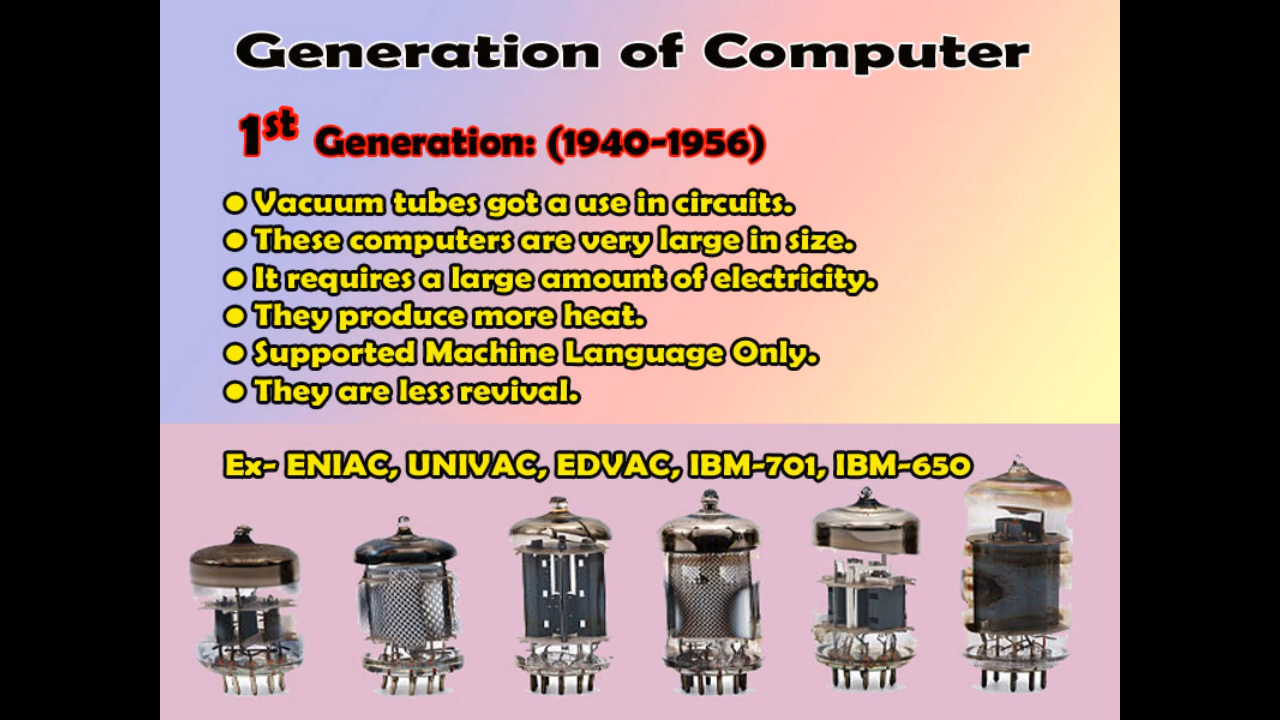 Generation of Computer
1st Generation: (1940-1956)
● Vacuum tubes got a use in circuits.
● These computers are very large in size.
● It requires a large amount of electricity.
● They produce more heat.
● Supported Machine Language Only.
● They are less revival.
Ex- ENIAC, UNIVAC, EDVAC, IBM-701, IBM-650